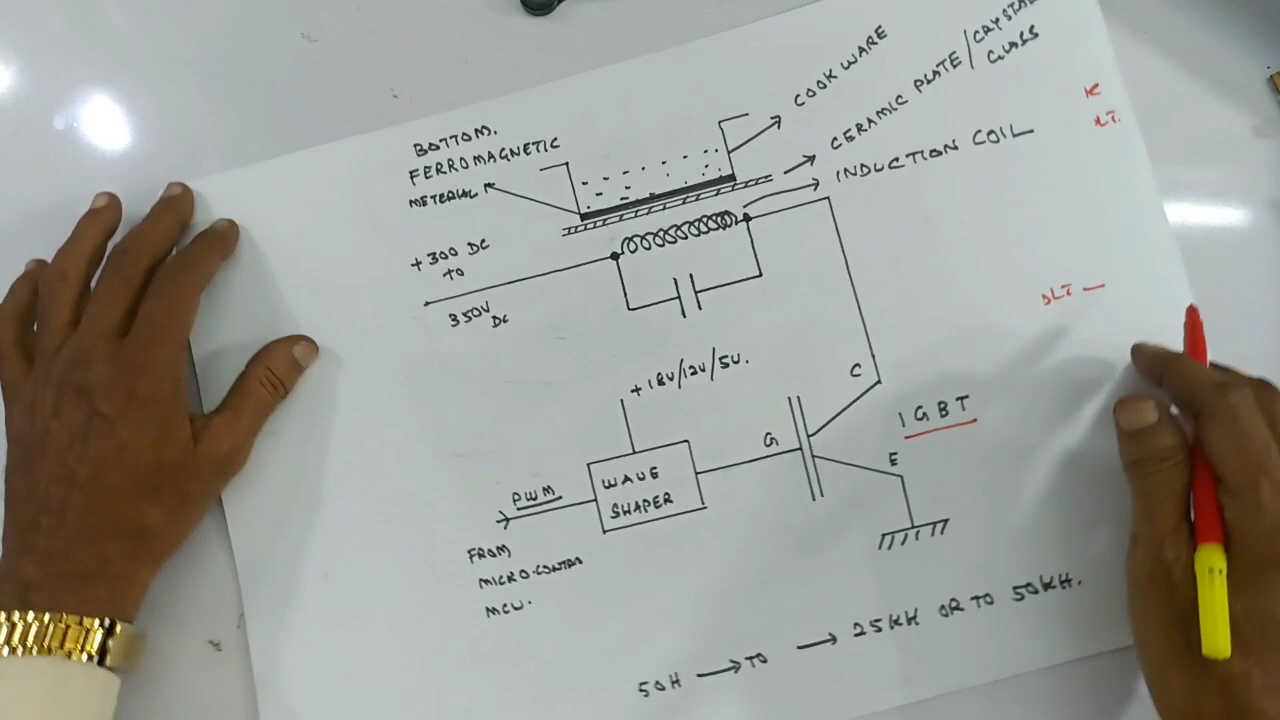 COOK WARE
CERAMIC PLATE/CRYSTAL
GLASS
INDUCTION COIL
BOTTOM.
FERROMAGNETIC
METERIAL
+300 DC
TO
350V
DC
+18V/12V/5V.
C
IGBT
G
E
WAVE
SHAPER
PWM
FROM
MICRO-CONTRO
MCU.
50H → TO → 25KH OR TO 50KH.